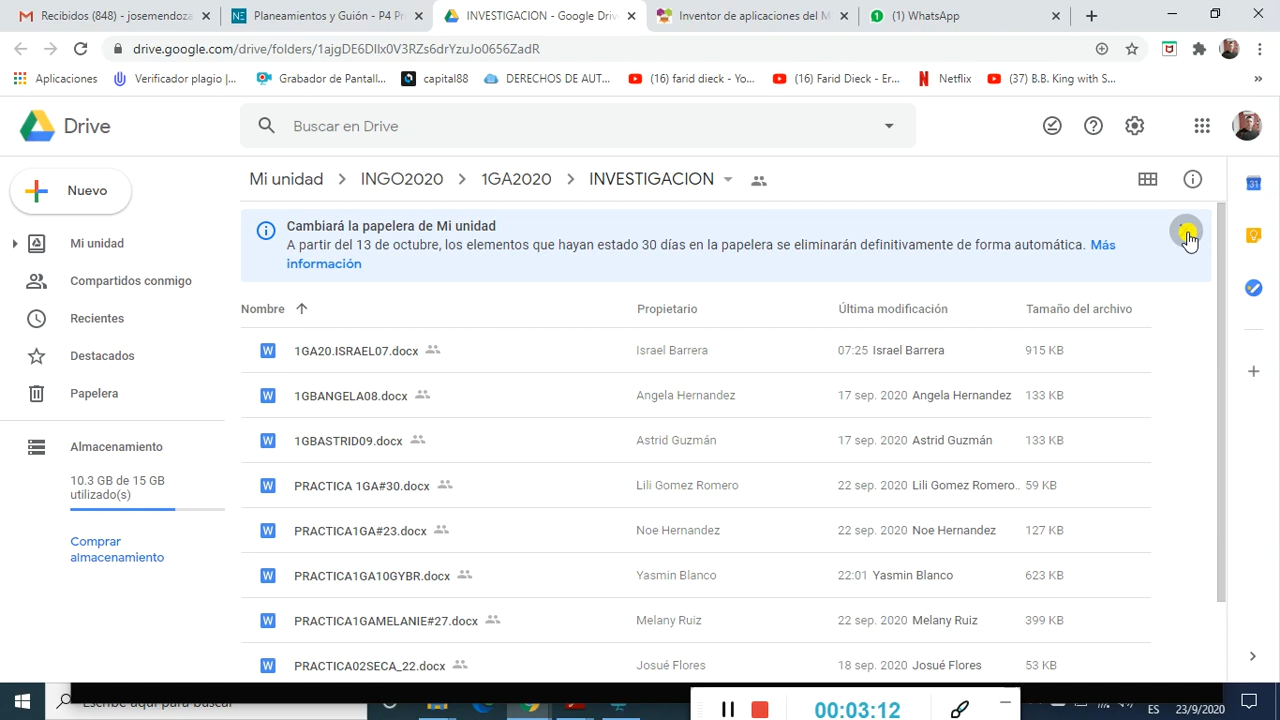 Recibidos (848) - josemendoza
Planeamientos y Guión - P4 P
INVESTIGACION - Google Driv
Inventor de aplicaciones del M
(1) WhatsApp
drive.google.com/drive/folders/1ajgDE6DIlx0V3RZs6drYzuJo0656ZadR
Aplicaciones
Verificador plagio |...
Grabador de Pantall...
capital88
DERECHOS DE AUT...
(16) farid dieck - Yo...
(16) Farid Dieck - Er...
Netflix
(37) B.B. King with S...
»
Drive
Buscar en Drive
Nuevo
Mi unidad > INGO2020 > 1GA2020 > INVESTIGACION
Cambiará la papelera de Mi unidad
A partir del 13 de octubre, los elementos que hayan estado 30 días en la papelera se eliminarán definitivamente de forma automática. Más
información
Mi unidad
Compartidos conmigo
Recientes
Destacados
Papelera
Almacenamiento
10.3 GB de 15 GB
utilizado(s)
Comprar
almacenamiento
Nombre Propietario Última modificación Tamaño del archivo
1GA20.ISRAEL07.docx Israel Barrera 07:25 Israel Barrera 915 KB
1GBANGELA08.docx Angela Hernandez 17 sep. 2020 Angela Hernandez 133 KB
1GBASTRID09.docx Astrid Guzmán 17 sep. 2020 Astrid Guzmán 133 KB
PRACTICA 1GA#30.docx Lili Gomez Romero 22 sep. 2020 Lili Gomez Romero.. 59 KB
PRACTICA1GA#23.docx Noe Hernandez 22 sep. 2020 Noe Hernandez 127 KB
PRACTICA1GA10GYBR.docx Yasmin Blanco 22:01 Yasmin Blanco 623 KB
PRACTICA1GAMELANIE#27.docx Melany Ruiz 22 sep. 2020 Melany Ruiz 399 KB
PRACTICA02SECA_22.docx Josué Flores 18 sep. 2020 Josué Flores 53 KB
31
Escribe aquí para buscar
00:03:12
ES
23/9/2020